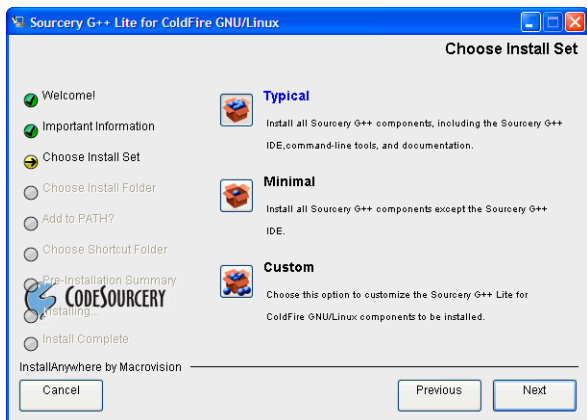 Sourcery G++ Lite for ColdFire GNU/Linux
Choose Install Set
Welcome!
Important Information
Choose Install Set
Choose Install Folder
Add to PATH?
Choose Shortcut Folder
Pre-Installation Summary
Installing...
Install Complete
CODESOURCERY
Typical
Install all Sourcery G++ components, including the Sourcery G++
IDE,command-line tools, and documentation.
Minimal
Install all Sourcery G++ components except the Sourcery G++
IDE.
Custom
Choose this option to customize the Sourcery G++ Lite for
ColdFire GNU/Linux components to be installed.
InstallAnywhere by Macrovision
Cancel
Previous
Next